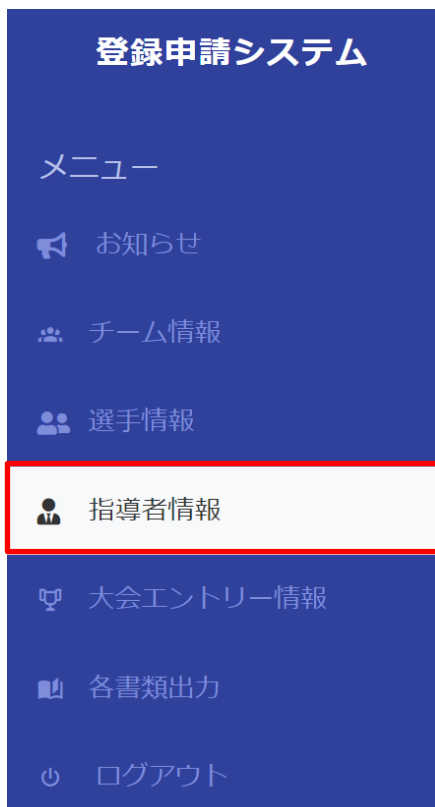 登録申請システム
メニュー
お知らせ
チーム情報
選手情報
指導者情報
大会エントリー情報
各書類出力
ログアウト